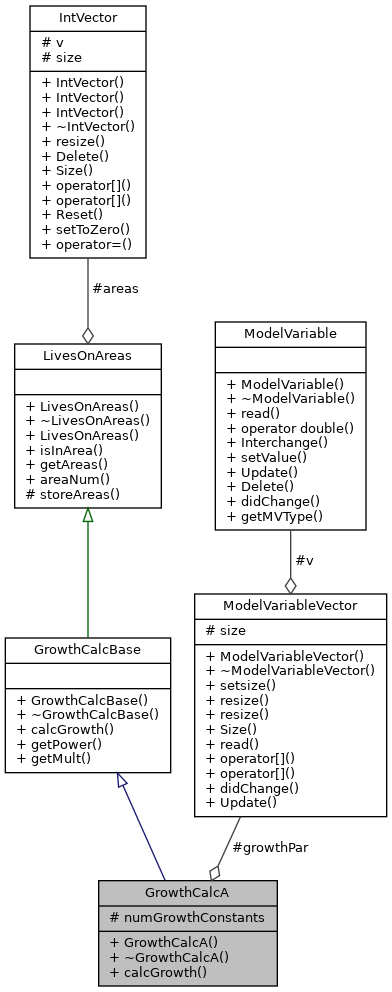 IntVector
# v
# size
+ IntVector()
+ IntVector()
+ IntVector()
+ ~IntVector()
+ resize()
+ Delete()
+ Size()
+ operator[]()
+ operator[]()
+ Reset()
+ setToZero()
+ operator=()
#areas
LivesOnAreas
+ LivesOnAreas()
+ ~LivesOnAreas()
+ LivesOnAreas()
+ isInArea()
+ getAreas()
+ areaNum()
# storeAreas()
ModelVariable
+ ModelVariable()
+ ~ModelVariable()
+ read()
+ operator double()
+ Interchange()
+ setValue()
+ Update()
+ Delete()
+ didChange()
+ getMVType()
#v
ModelVariableVector
# size
+ ModelVariableVector()
+ ~ModelVariableVector()
+ setsize()
+ resize()
+ resize()
+ Size()
+ read()
+ operator[]()
+ operator[]()
+ didChange()
+ Update()
GrowthCalcBase
+ GrowthCalcBase()
+ ~GrowthCalcBase()
+ calcGrowth()
+ getPower()
+ getMult()
#growthPar
GrowthCalcA
# numGrowthConstants
+ GrowthCalcA()
+ ~GrowthCalcA()
+ calcGrowth()